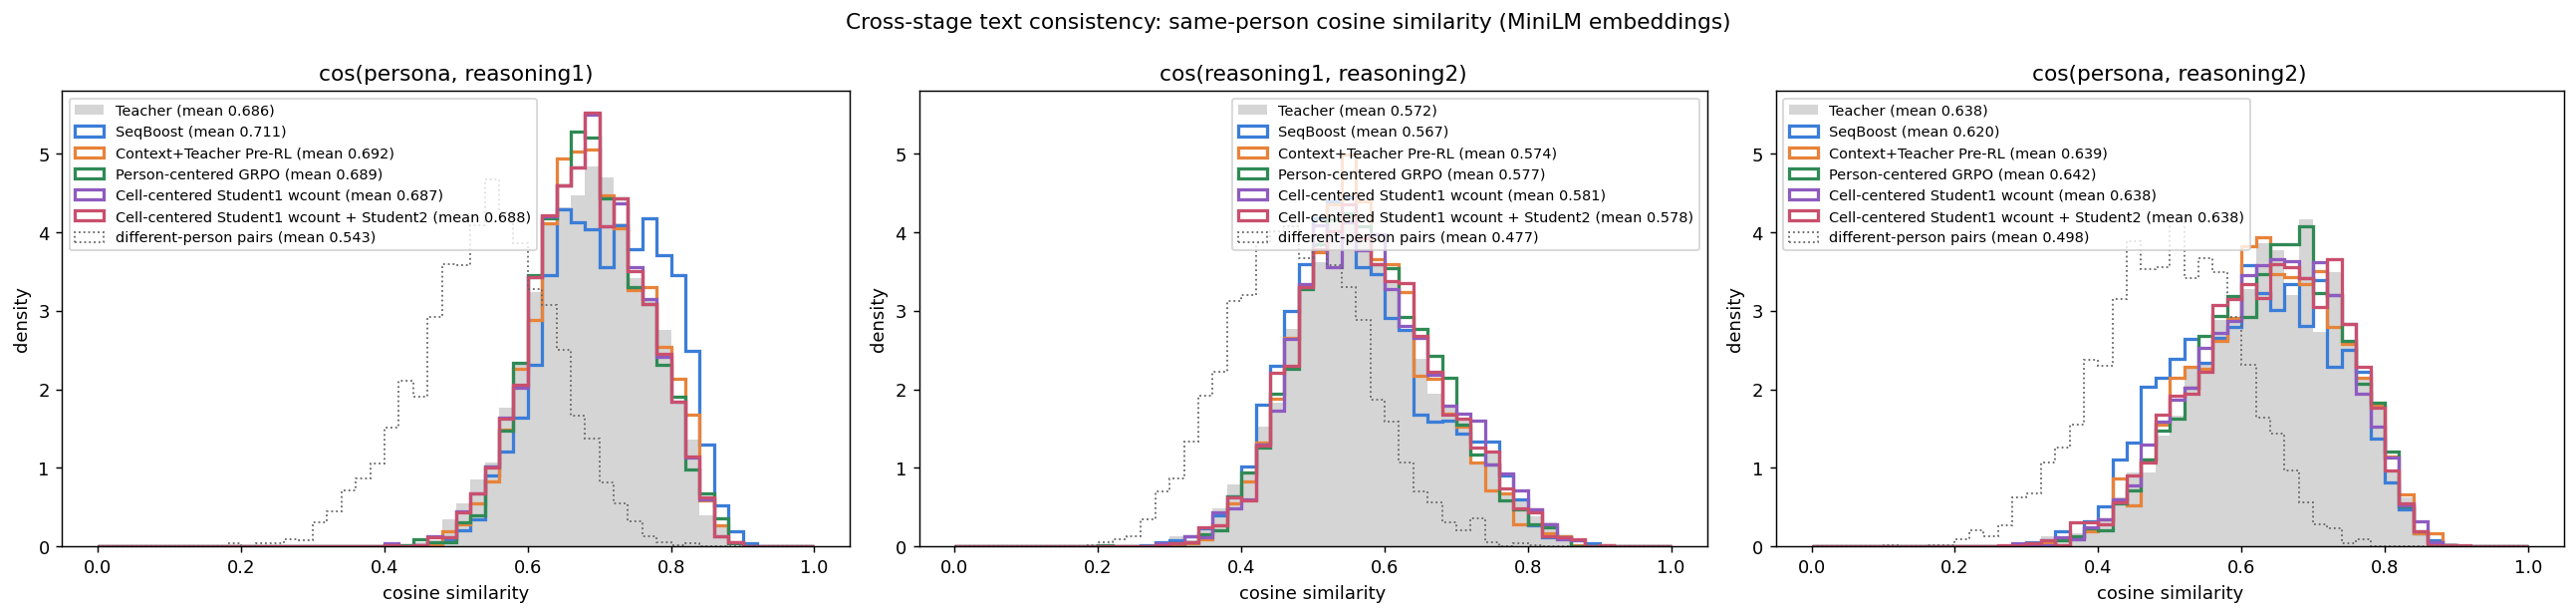 Cross-stage text consistency: same-person cosine similarity (MiniLM embeddings)
cos(persona, reasoning1)
Teacher (mean 0.686)
SeqBoost (mean 0.711)
Context+Teacher Pre-RL (mean 0.692)
Person-centered GRPO (mean 0.689)
Cell-centered Student1 wcount (mean 0.687)
Cell-centered Student1 wcount + Student2 (mean 0.688)
different-person pairs (mean 0.543)
density
5
4
3
2
1
0
0.0 0.2 0.4 0.6 0.8 1.0
cosine similarity
cos(reasoning1, reasoning2)
Teacher (mean 0.572)
SeqBoost (mean 0.567)
Context+Teacher Pre-RL (mean 0.574)
Person-centered GRPO (mean 0.577)
Cell-centered Student1 wcount (mean 0.581)
Cell-centered Student1 wcount + Student2 (mean 0.578)
different-person pairs (mean 0.477)
density
5
4
3
2
1
0
0.0 0.2 0.4 0.6 0.8 1.0
cosine similarity
cos(persona, reasoning2)
Teacher (mean 0.638)
SeqBoost (mean 0.620)
Context+Teacher Pre-RL (mean 0.639)
Person-centered GRPO (mean 0.642)
Cell-centered Student1 wcount (mean 0.638)
Cell-centered Student1 wcount + Student2 (mean 0.638)
different-person pairs (mean 0.498)
density
5
4
3
2
1
0
0.0 0.2 0.4 0.6 0.8 1.0
cosine similarity